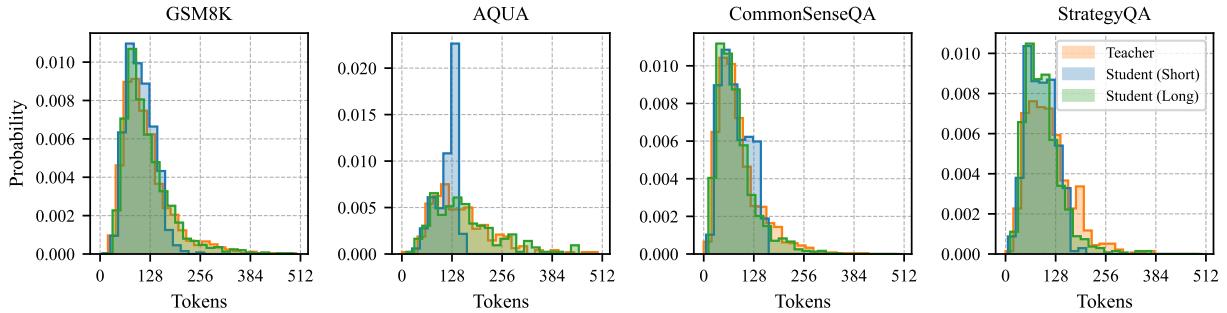 GSM8K
AQUA
CommonSenseQA
StrategyQA
Probability
0.010
0.008
0.006
0.004
0.002
0.000
0 128 256 384 512
Tokens
0.020
0.015
0.010
0.005
0.000
0 128 256 384 512
Tokens
0.010
0.008
0.006
0.004
0.002
0.000
0 128 256 384 512
Tokens
0.010
0.008
0.006
0.004
0.002
0.000
0 128 256 384 512
Tokens
Teacher
Student (Short)
Student (Long)